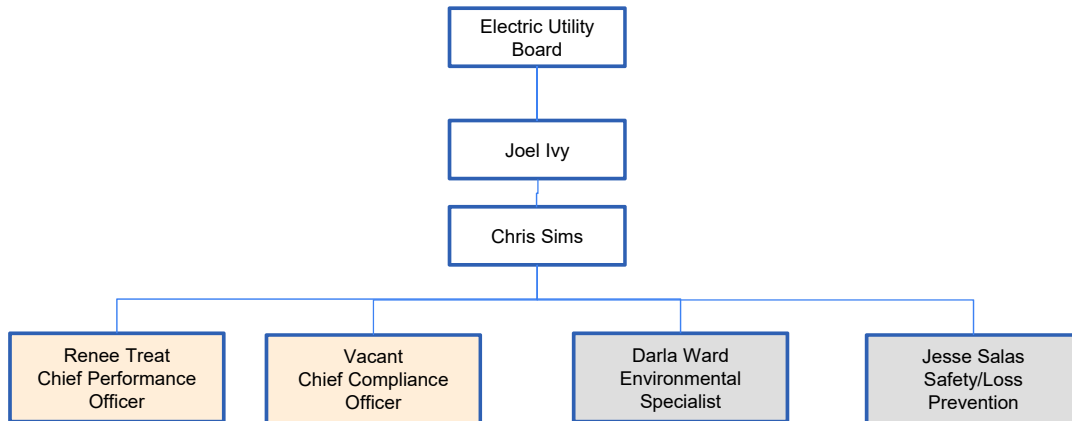 Electric Utility
Board
Joel Ivy
Chris Sims
Renee Treat
Chief Performance
Officer
Vacant
Chief Compliance
Officer
Darla Ward
Environmental
Specialist
Jesse Salas
Safety/Loss
Prevention